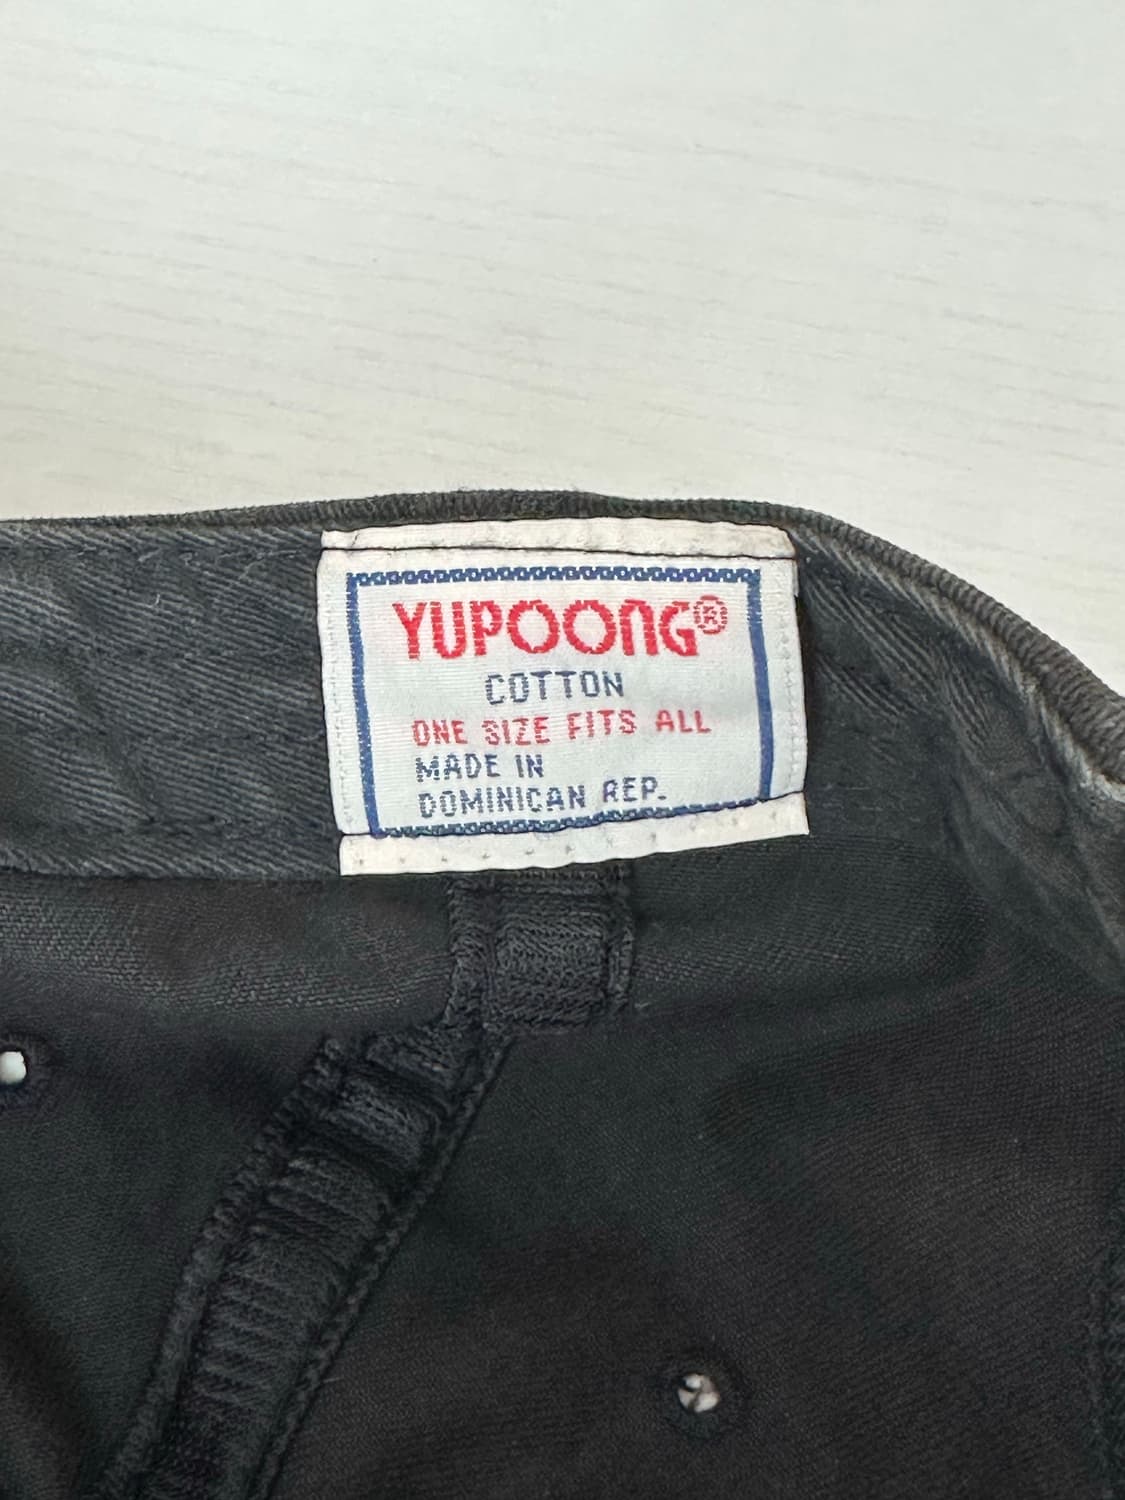 YUPOONG®
COTTON
ONE SIZE FITS ALL
MADE IN
DOMINICAN REP.